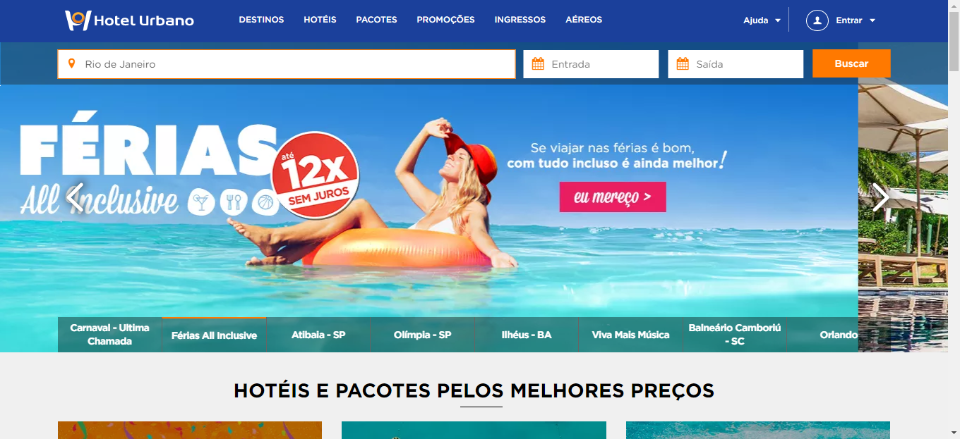 Hotel Urbano
DESTINOS HOTÉIS PACOTES PROMOÇÕES INGRESSOS AÉREOS
Ajuda
Entrar
Rio de Janeiro
Entrada
Saída
Buscar
FÉRIAS
All Inclusive
até
12X
SEM JUROS
Se viajar nas férias é bom,
com tudo incluso é ainda melhor!
eu mereço >
Carnaval - Ultima
Chamada
Férias All Inclusive
Atibaia - SP
Olímpia - SP
Ilhéus - BA
Viva Mais Música
Balneário Camboriú
- SC
Orlando
HOTÉIS E PACOTES PELOS MELHORES PREÇOS